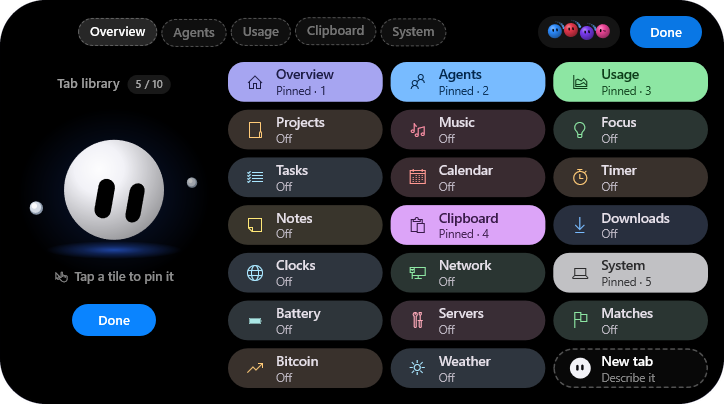 Overview
Agents
Usage
Clipboard
System
Done
Tab library
5 / 10
Tap a tile to pin it
Done
Overview
Pinned · 1
Agents
Pinned · 2
Usage
Pinned · 3
Projects
Off
Music
Off
Focus
Off
Tasks
Off
Calendar
Off
Timer
Off
Notes
Off
Clipboard
Pinned · 4
Downloads
Off
Clocks
Off
Network
Off
System
Pinned · 5
Battery
Off
Servers
Off
Matches
Off
Bitcoin
Off
Weather
Off
New tab
Describe it